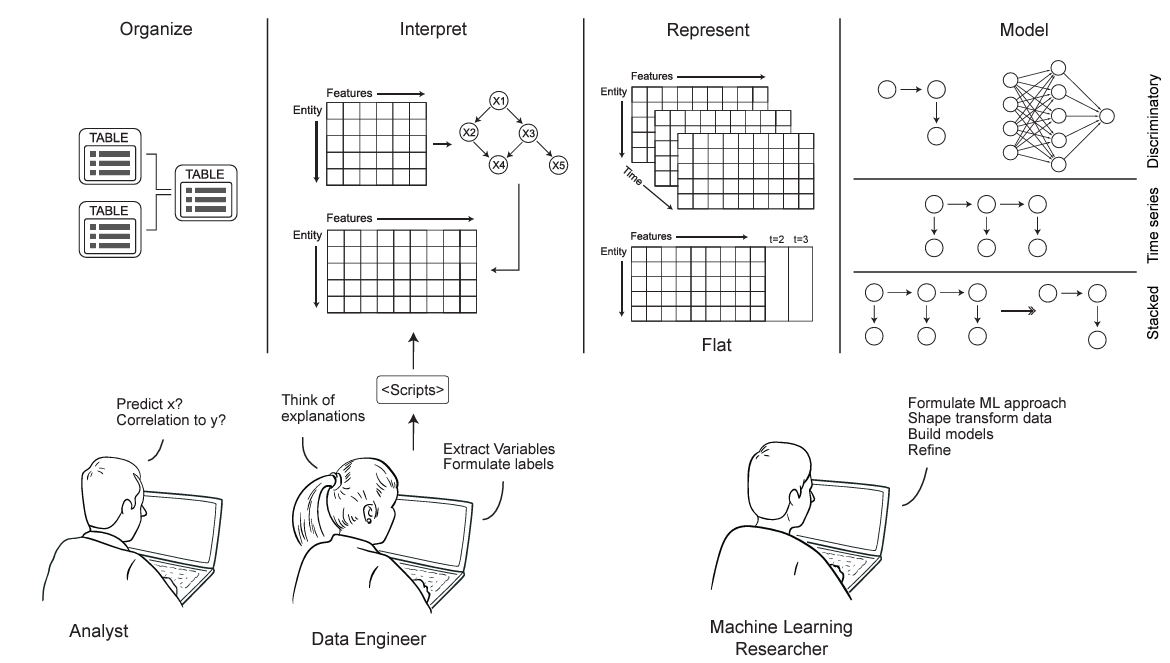 Organize
Interpret
Represent
Model
TABLE
TABLE
TABLE
Features
Entity
X1
X2
X3
X4
X5
Features
Entity
Features
Entity
Time
Features
t=2
t=3
Entity
Flat
Discriminatory
Time series
Stacked
Predict x?
Correlation to y?
Think of
explanations
<Scripts>
Extract Variables
Formulate labels
Formulate ML approach
Shape transform data
Build models
Refine
Analyst
Data Engineer
Machine Learning
Researcher